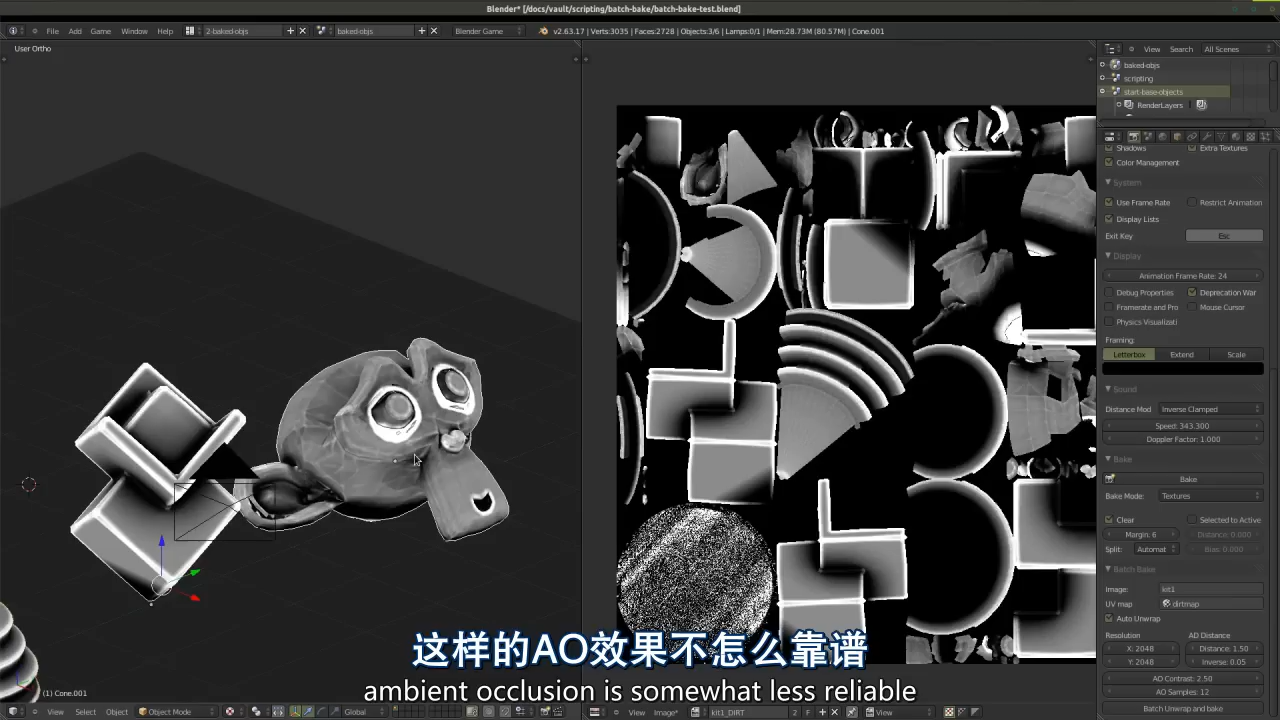 Blender* [/docs/vault/scripting/batch-bake/batch-bake-test.blend]
File Add Game Window Help 2-baked-objs baked-objs Blender Game v2.63.17 | Verts:3035 | Faces:2728 | Objects:3/6 | Lamps:0/1 | Mem:28.73M (80.57M) | Cone.001
User Ortho
View Search All Scenes
baked-objs
scripting
start-base-objects
RenderLayers
Shadows Extra Textures
Color Management
System
Use Frame Rate Restrict Animation
Display Lists
Exit Key Esc
Display
Animation Frame Rate: 24
Debug Properties Deprecation War
Framerate and Pro Mouse Cursor
Physics Visualizati
Framing:
Letterbox Extend Scale
Sound
Distance Mod Inverse Clamped
Speed: 343.300
Doppler Factor: 1.000
Bake
Bake
Bake Mode: Textures
Clear Selected to Active
Margin: 6 Distance: 0.000
Split: Automat Bias: 0.000
Batch Bake
Image: kit1
UV map dirtmap
Auto Unwrap
Resolution AO Distance
X: 2048 Distance: 1.50
Y: 2048 Inverse: 0.05
AO Contrast: 2.50
AO Samples: 12
Batch Unwrap and bake
这样的AO效果不怎么靠谱
ambient occlusion is somewhat less reliable
(1) Cone.001
View Select Object Object Mode Global View Image* kit1_DIRT 2 F View